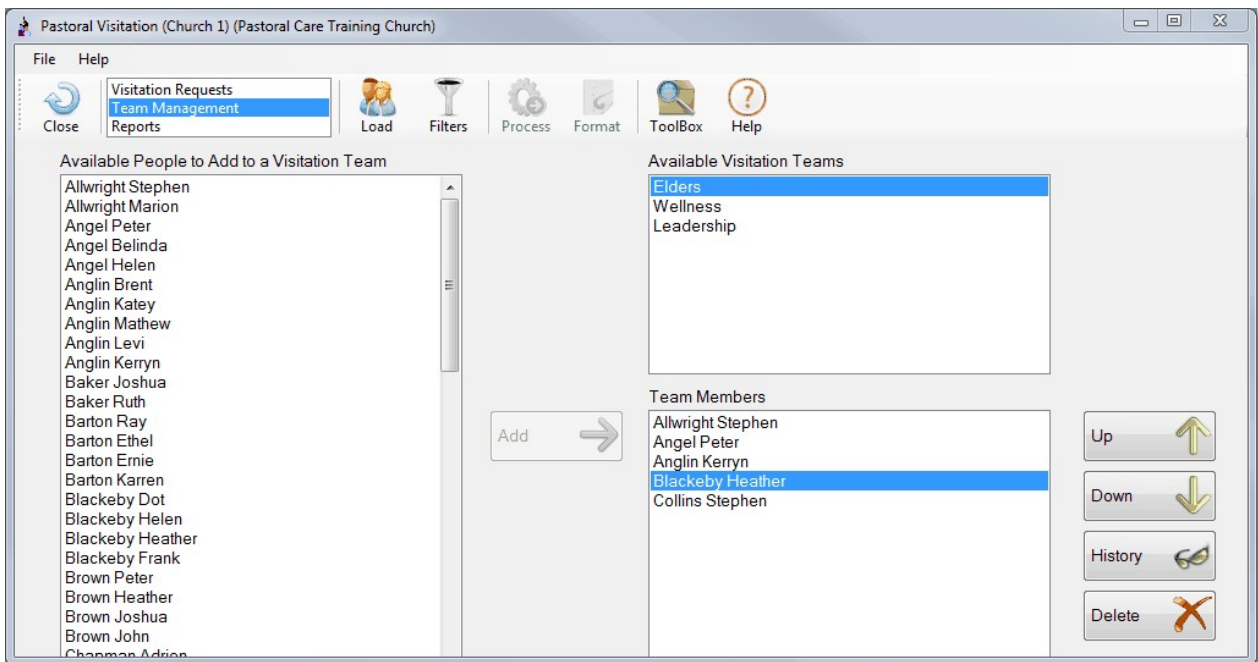 Pastoral Visitation (Church 1) (Pastoral Care Training Church)
File Help
Visitation Requests
Team Management
Reports
Close Load Filters Process Format ToolBox Help
Available People to Add to a Visitation Team
Allwright Stephen
Allwright Marion
Angel Peter
Angel Belinda
Angel Helen
Anglin Brent
Anglin Katey
Anglin Mathew
Anglin Levi
Anglin Kerryn
Baker Joshua
Baker Ruth
Barton Ray
Barton Ethel
Barton Ernie
Barton Karren
Blackeby Dot
Blackeby Helen
Blackeby Heather
Blackeby Frank
Brown Peter
Brown Heather
Brown Joshua
Brown John
Chapman Adrien
Add
Available Visitation Teams
Elders
Wellness
Leadership
Team Members
Allwright Stephen
Angel Peter
Anglin Kerryn
Blackeby Heather
Collins Stephen
Up
Down
History
Delete